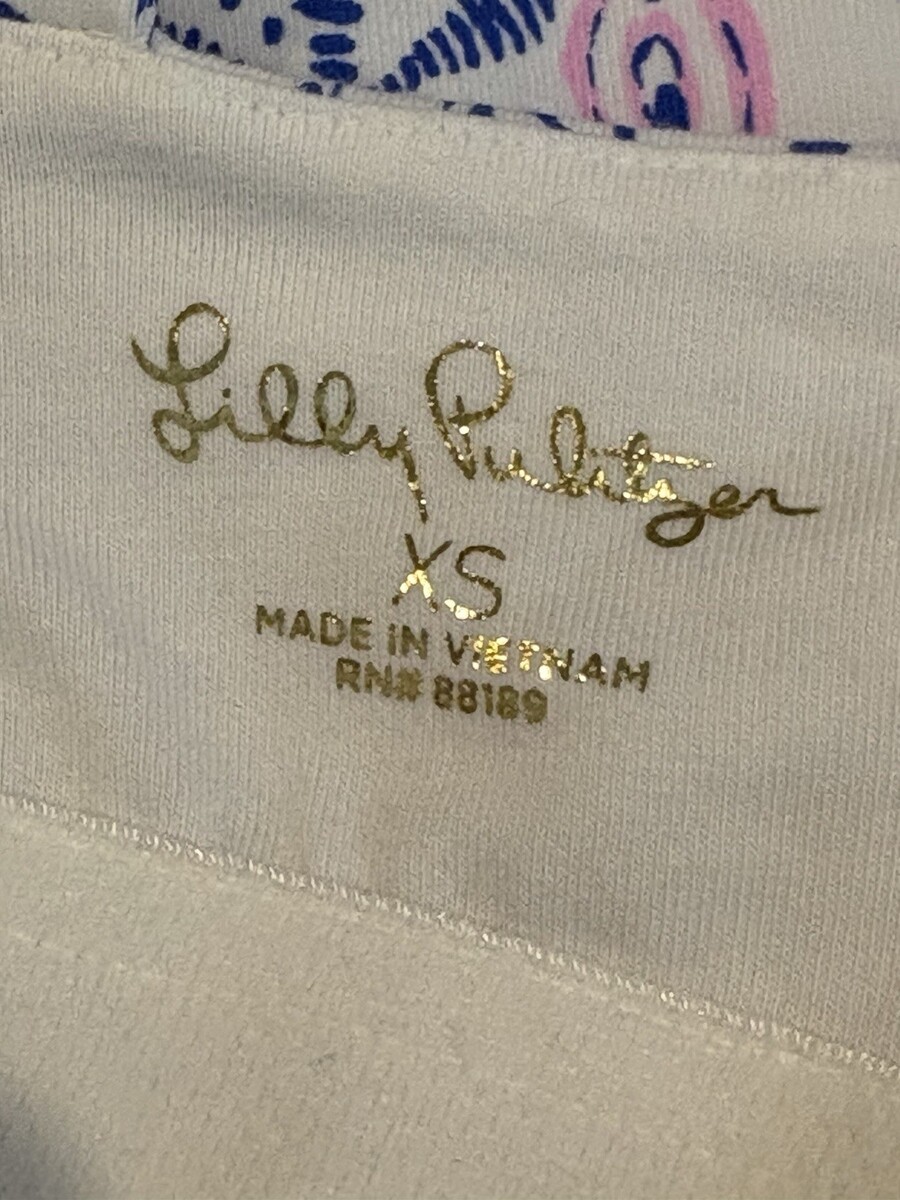 Lilly Pulitzer
XS
MADE IN VIETNAM
RN# 88189